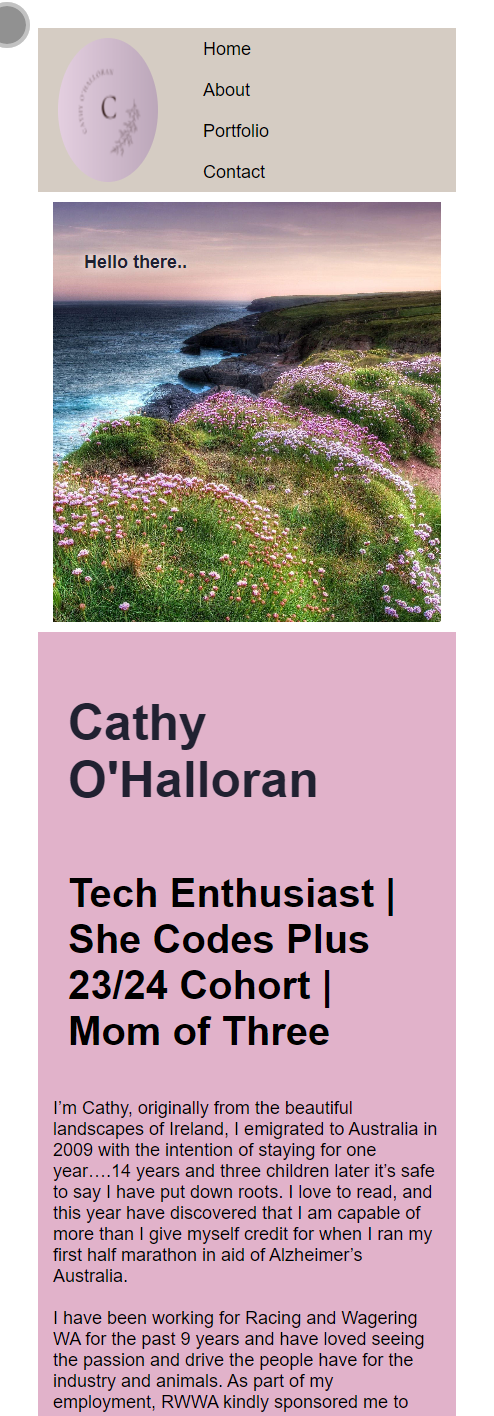 CATHY O'HALLORAN
C
Home
About
Portfolio
Contact
Hello there..
Cathy
O'Halloran
Tech Enthusiast |
She Codes Plus
23/24 Cohort |
Mom of Three
I’m Cathy, originally from the beautiful
landscapes of Ireland, I emigrated to Australia in
2009 with the intention of staying for one
year….14 years and three children later it’s safe
to say I have put down roots. I love to read, and
this year have discovered that I am capable of
more than I give myself credit for when I ran my
first half marathon in aid of Alzheimer’s
Australia.
I have been working for Racing and Wagering
WA for the past 9 years and have loved seeing
the passion and drive the people have for the
industry and animals. As part of my
employment, RWWA kindly sponsored me to